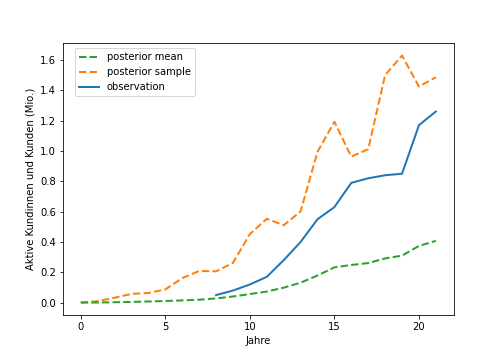 posterior mean
posterior sample
observation
Aktive Kundinnen und Kunden (Mio.)
1.6
1.4
1.2
1.0
0.8
0.6
0.4
0.2
0.0
0 5 10 15 20
Jahre